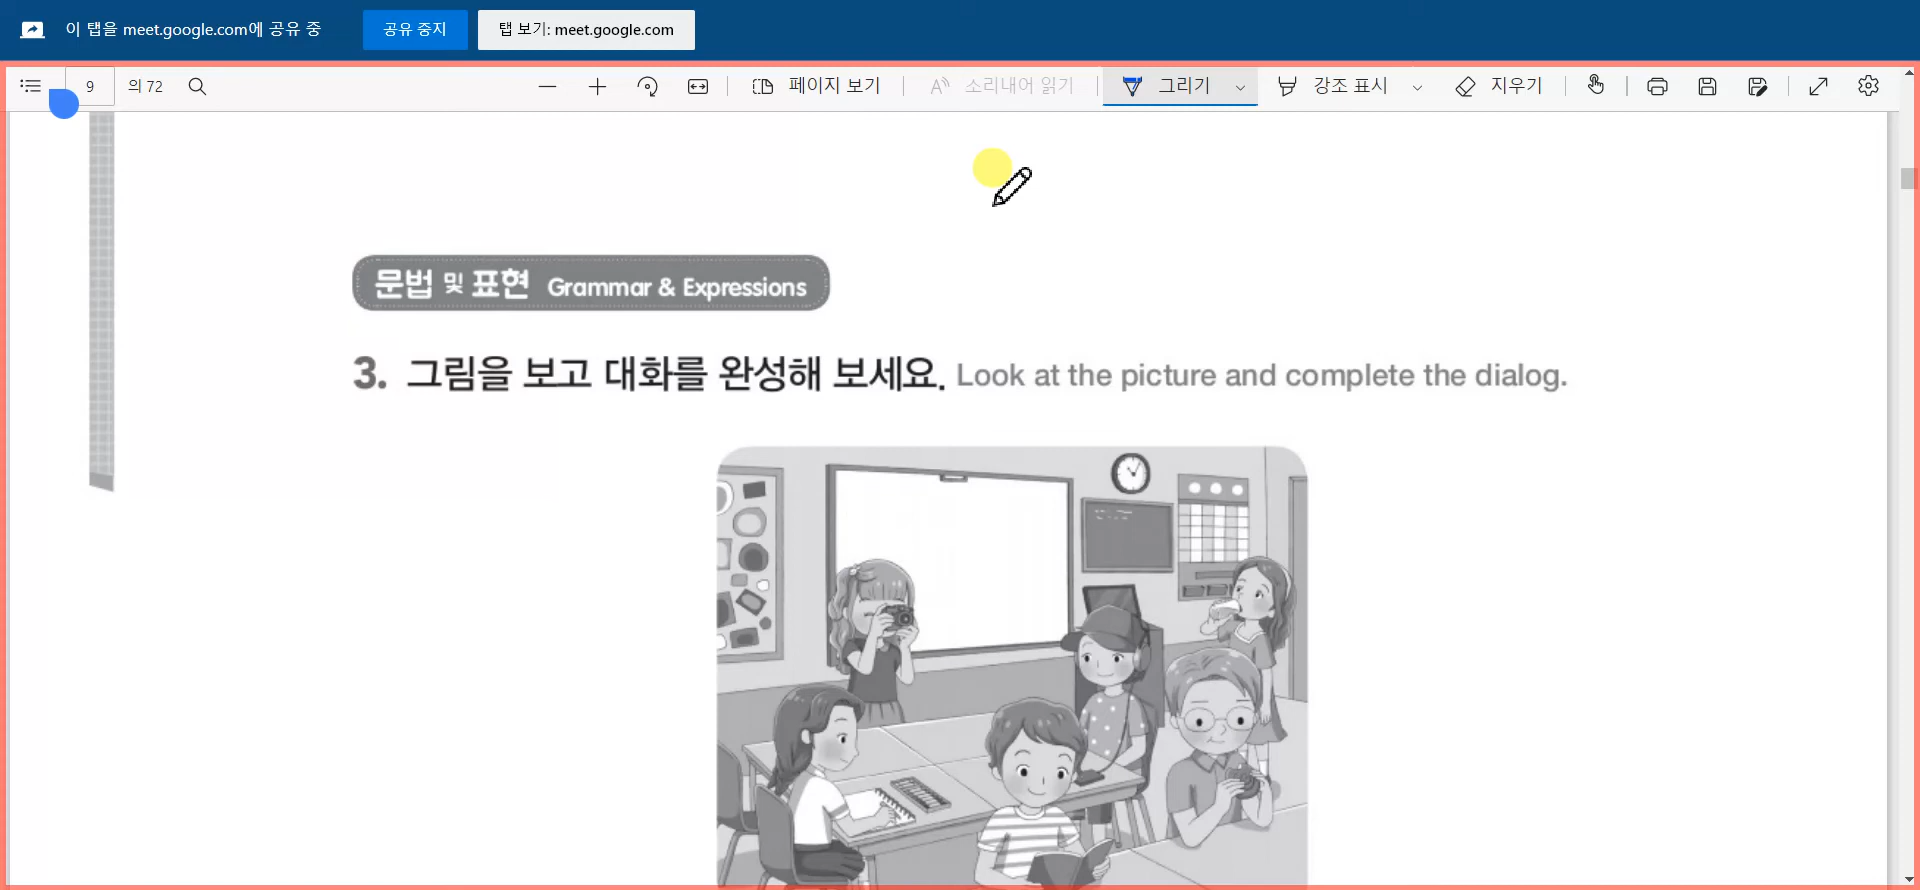 이 탭을 meet.google.com에 공유 중
공유 중지
탭 보기: meet.google.com
9
의 72
페이지 보기
소리내어 읽기
그리기
강조 표시
지우기
문법 및 표현 Grammar & Expressions
3. 그림을 보고 대화를 완성해 보세요. Look at the picture and complete the dialog.